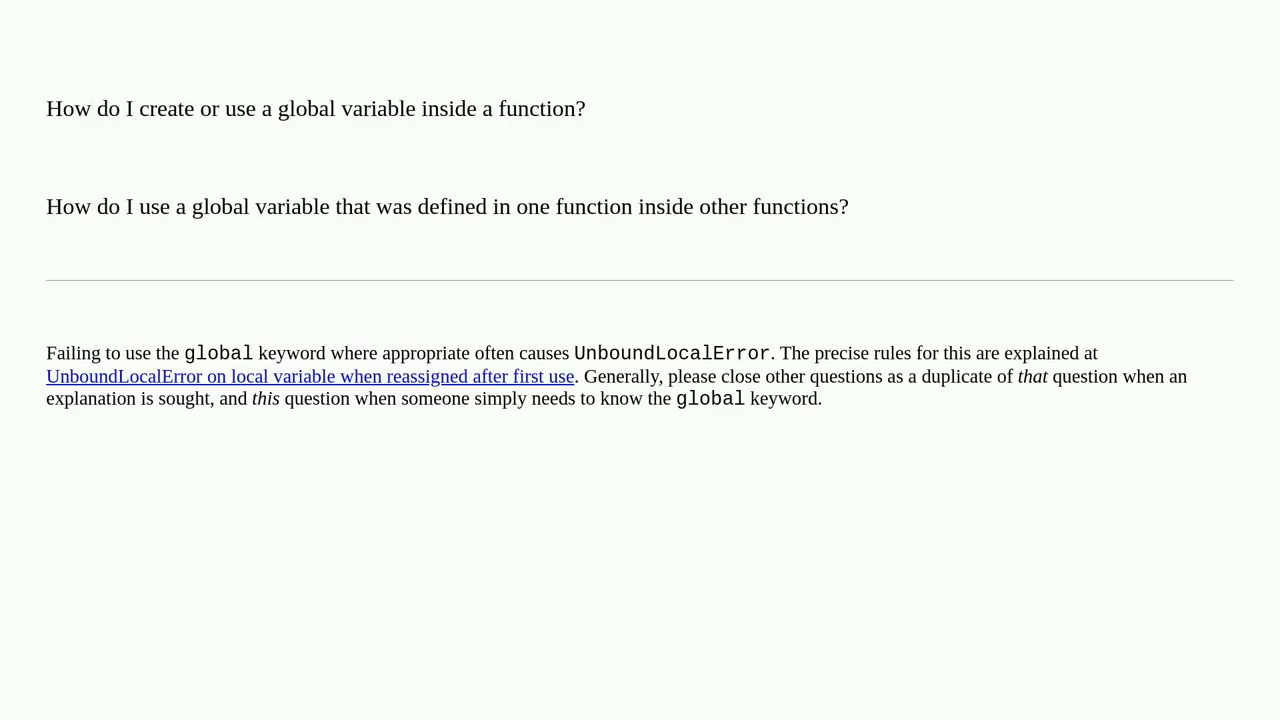 How do I create or use a global variable inside a function?
How do I use a global variable that was defined in one function inside other functions?
Failing to use the global keyword where appropriate often causes UnboundLocalError. The precise rules for this are explained at
UnboundLocalError on local variable when reassigned after first use. Generally, please close other questions as a duplicate of that question when an
explanation is sought, and this question when someone simply needs to know the global keyword.